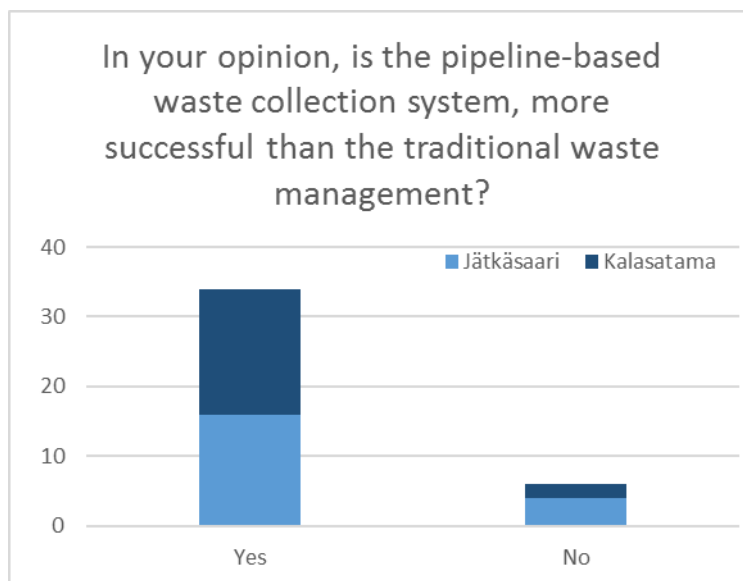 In your opinion, is the pipeline-based
waste collection system, more
successful than the traditional waste
management?
40
Jätkäsaari Kalasatama
30
20
10
0
Yes No